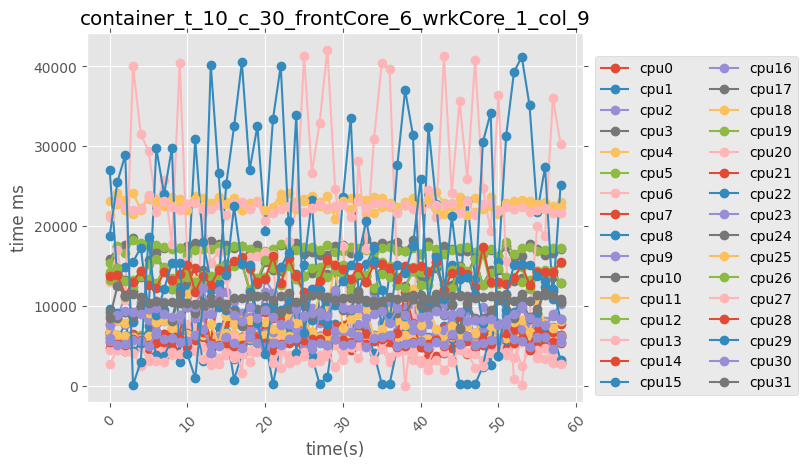 container_t_10_c_30_frontCore_6_wrkCore_1_col_9
time ms
40000
30000
20000
10000
0
0
10
20
30
40
50
60
time(s)
cpu0
cpu1
cpu2
cpu3
cpu4
cpu5
cpu6
cpu7
cpu8
cpu9
cpu10
cpu11
cpu12
cpu13
cpu14
cpu15
cpu16
cpu17
cpu18
cpu19
cpu20
cpu21
cpu22
cpu23
cpu24
cpu25
cpu26
cpu27
cpu28
cpu29
cpu30
cpu31